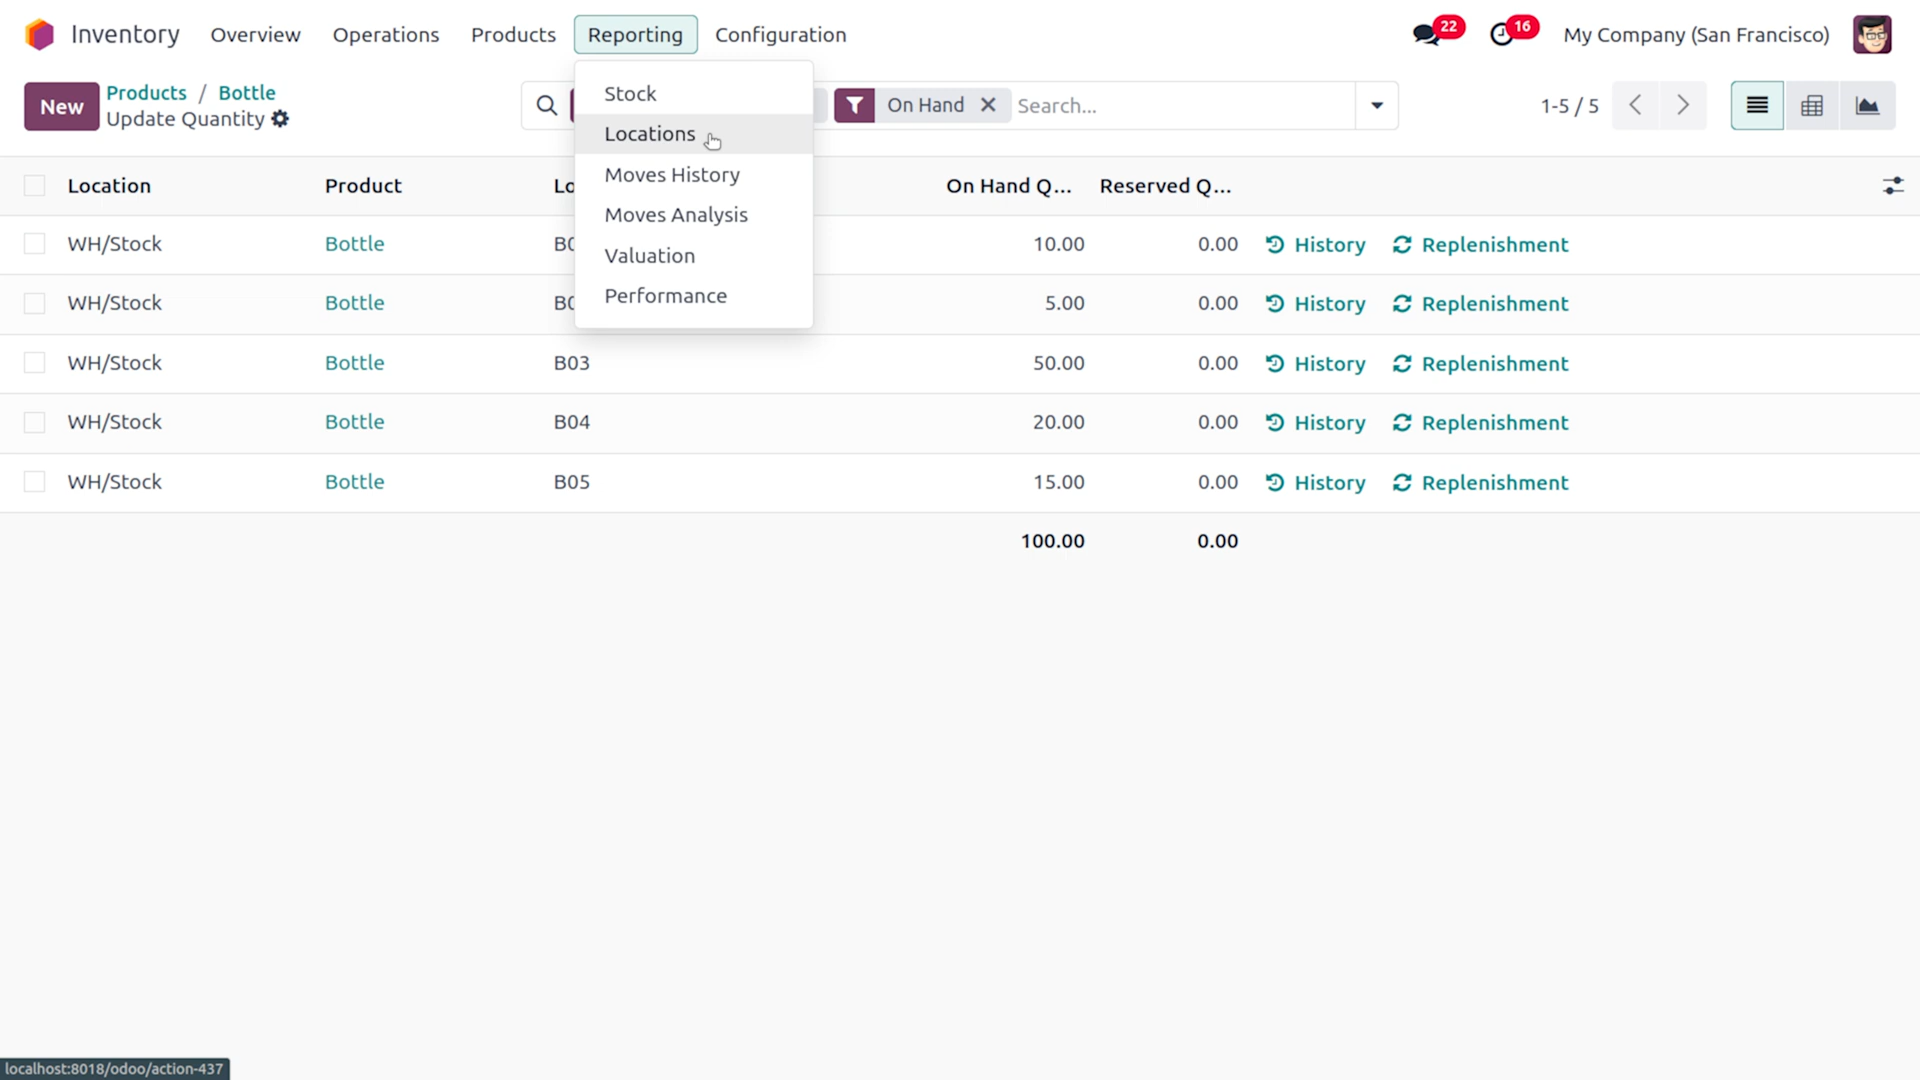 Inventory Overview Operations Products Reporting Configuration 22 16 My Company (San Francisco)
New Products / Bottle On Hand Search... 1-5 / 5
Update Quantity
Stock
Locations
Moves History
Moves Analysis
Valuation
Performance
Location Product Lo On Hand Q... Reserved Q...
WH/Stock Bottle 10.00 0.00 History Replenishment
WH/Stock Bottle 5.00 0.00 History Replenishment
WH/Stock Bottle B03 50.00 0.00 History Replenishment
WH/Stock Bottle B04 20.00 0.00 History Replenishment
WH/Stock Bottle B05 15.00 0.00 History Replenishment
100.00 0.00
localhost:8018/odoo/action-437